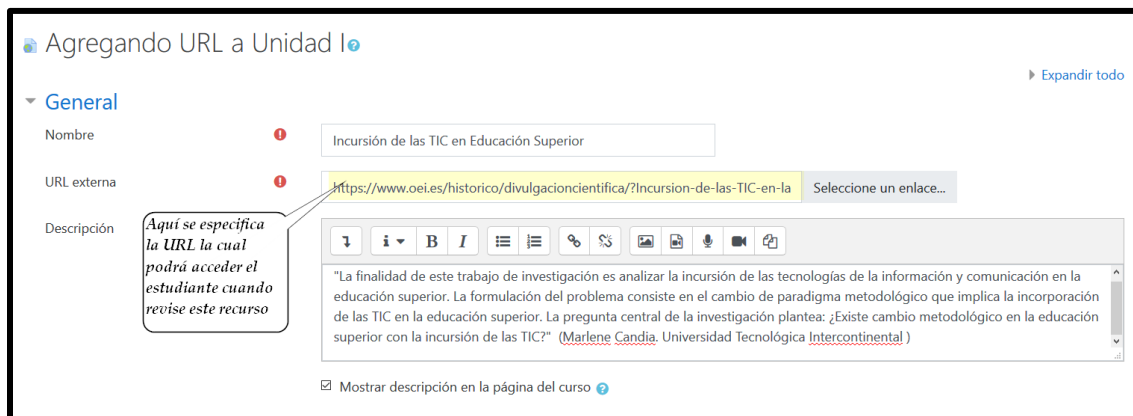 Agregando URL a Unidad I
Expandir todo
General
Nombre
Incursión de las TIC en Educación Superior
URL externa
https://www.oei.es/historico/divulgacioncientifica/?Incursion-de-las-TIC-en-la
Seleccione un enlace...
Descripción
Aquí se especifica
la URL la cual
podrá acceder el
estudiante cuando
revise este recurso
"La finalidad de este trabajo de investigación es analizar la incursión de las tecnologías de la información y comunicación en la
educación superior. La formulación del problema consiste en el cambio de paradigma metodológico que implica la incorporación
de las TIC en la educación superior. La pregunta central de la investigación plantea: ¿Existe cambio metodológico en la educación
superior con la incursión de las TIC?" (Marlene Candia. Universidad Tecnológica Intercontinental )
Mostrar descripción en la página del curso